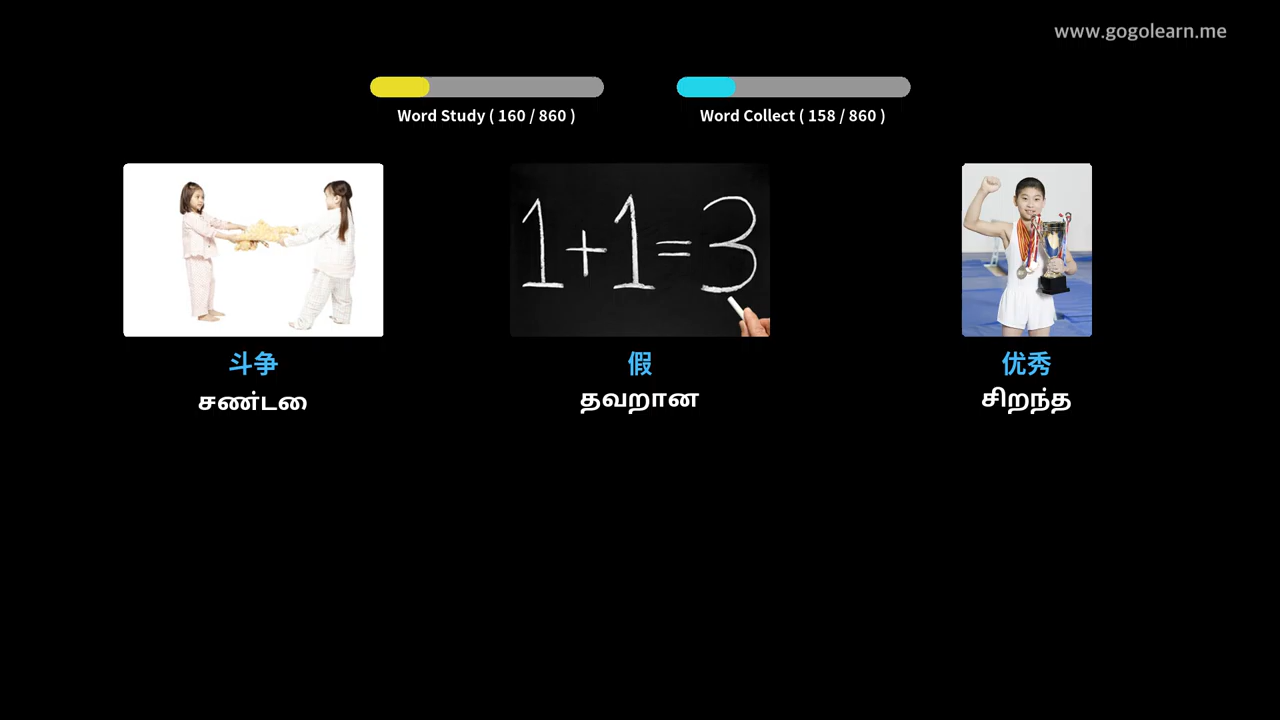 www.gogolearn.me
Word Study ( 160 / 860 )
Word Collect ( 158 / 860 )
1+1=3
斗争
假
优秀
சண்டை
தவறான
சிறந்த